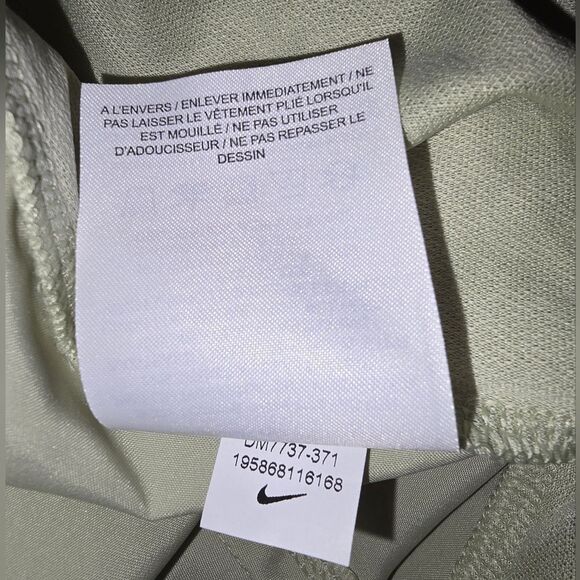 A L'ENVERS / ENLEVER IMMEDIATEMENT / NE
PAS LAISSER LE VÊTEMENT PLIÉ LORSQU'IL
EST MOUILLÉ / NE PAS UTILISER
D'ADOUCISSEUR / NE PAS REPASSER LE
DESSIN
DM7737-371
195868116168